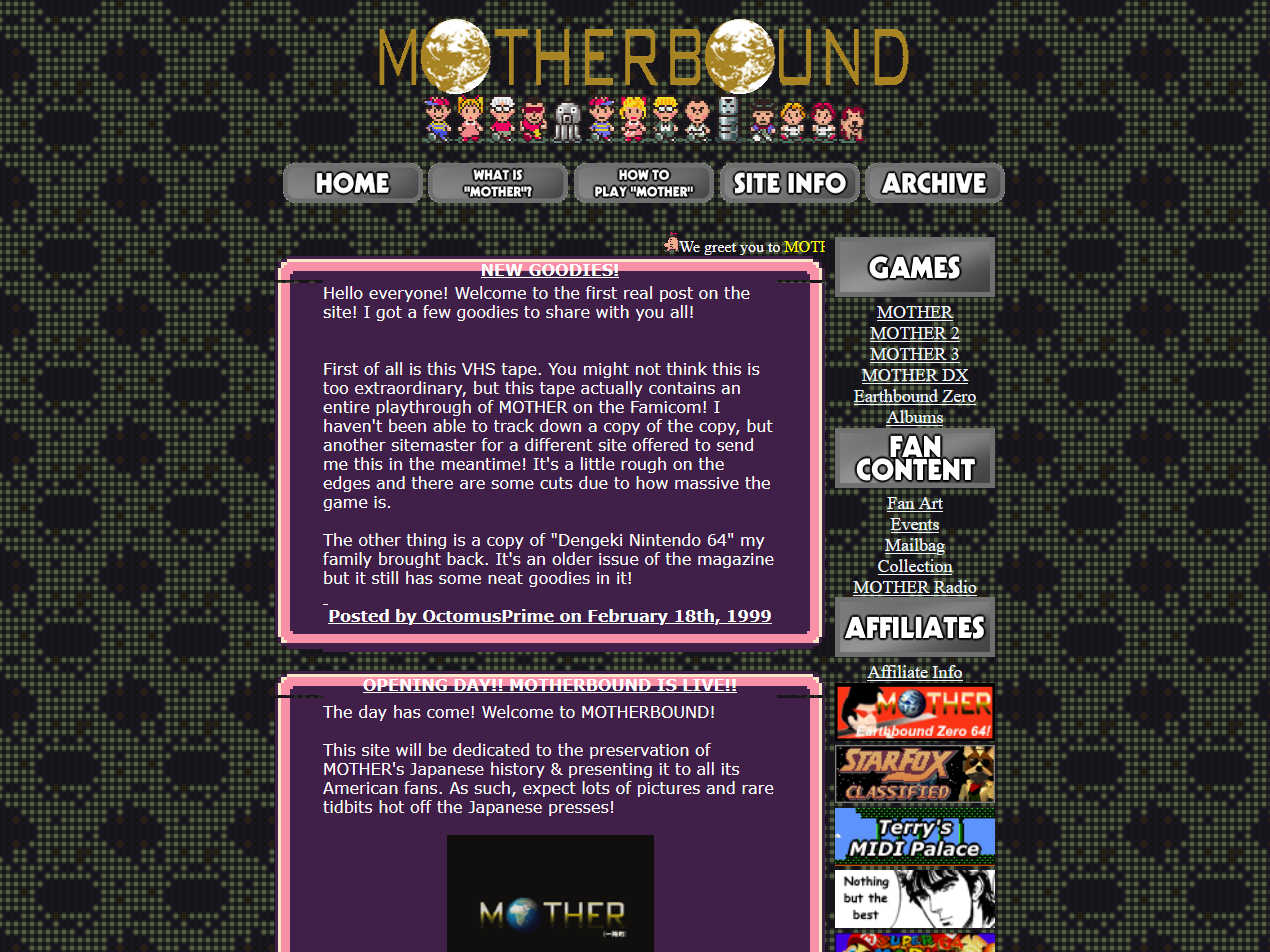 MOTHERBOUND
HOME
WHAT IS
"MOTHER"?
HOW TO
PLAY "MOTHER"
SITE INFO
ARCHIVE
We greet you to MOTH
NEW GOODIES!
Hello everyone! Welcome to the first real post on the
site! I got a few goodies to share with you all!
First of all is this VHS tape. You might not think this is
too extraordinary, but this tape actually contains an
entire playthrough of MOTHER on the Famicom! I
haven't been able to track down a copy of the copy, but
another sitemaster for a different site offered to send
me this in the meantime! It's a little rough on the
edges and there are some cuts due to how massive the
game is.
The other thing is a copy of "Dengeki Nintendo 64" my
family brought back. It's an older issue of the magazine
but it still has some neat goodies in it!
Posted by OctomusPrime on February 18th, 1999
OPENING DAY!! MOTHERBOUND IS LIVE!!
The day has come! Welcome to MOTHERBOUND!
This site will be dedicated to the preservation of
MOTHER's Japanese history & presenting it to all its
American fans. As such, expect lots of pictures and rare
tidbits hot off the Japanese presses!
MOTHER
GAMES
MOTHER
MOTHER 2
MOTHER 3
MOTHER DX
Earthbound Zero
Albums
FAN
CONTENT
Fan Art
Events
Mailbag
Collection
MOTHER Radio
AFFILIATES
Affiliate Info
MOTHER
Earthbound Zero 64!
STARFOX
CLASSIFIED
Terry's
MIDI Palace
Nothing
but the
best
SUPER